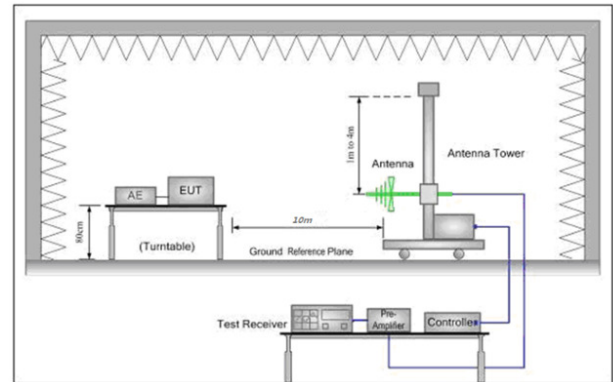 1m to 4m
Antenna
Antenna Tower
AE
EUT
80cm
(Turntable)
10m
Ground Reference Plane
Test Receiver
Pre-
Amplifier
Controller